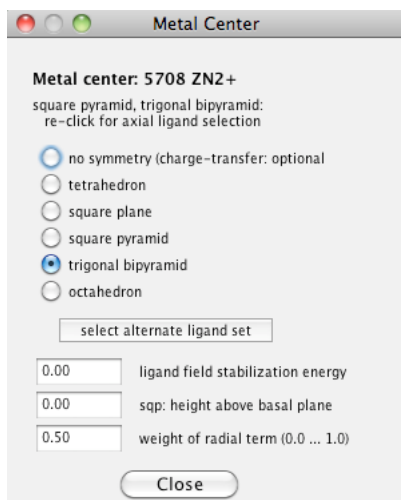 Metal Center
Metal center: 5708 ZN2+
square pyramid, trigonal bipyramid:
re-click for axial ligand selection
no symmetry (charge-transfer: optional
tetrahedron
square plane
square pyramid
trigonal bipyramid
octahedron
select alternate ligand set
0.00 ligand field stabilization energy
0.00 sqp: height above basal plane
0.50 weight of radial term (0.0 ... 1.0)
Close